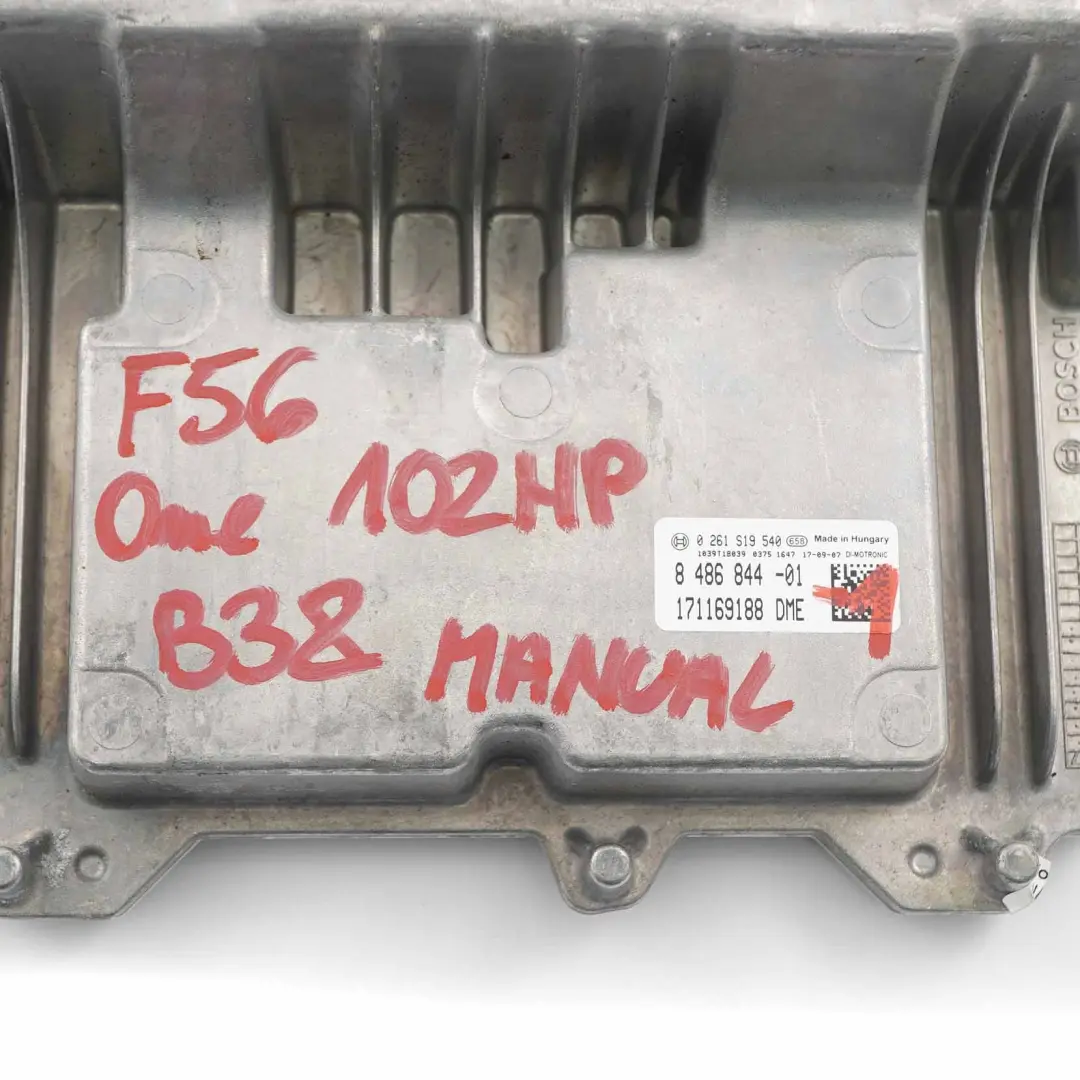 F56
One 102HP
B38 MANUAL
0 261 S19 540 658 Made in Hungary
1039T18039 0375 1647 17-09-07 DI-MOTRONIC
8 486 844 -01
171169188 DME
BOSCH